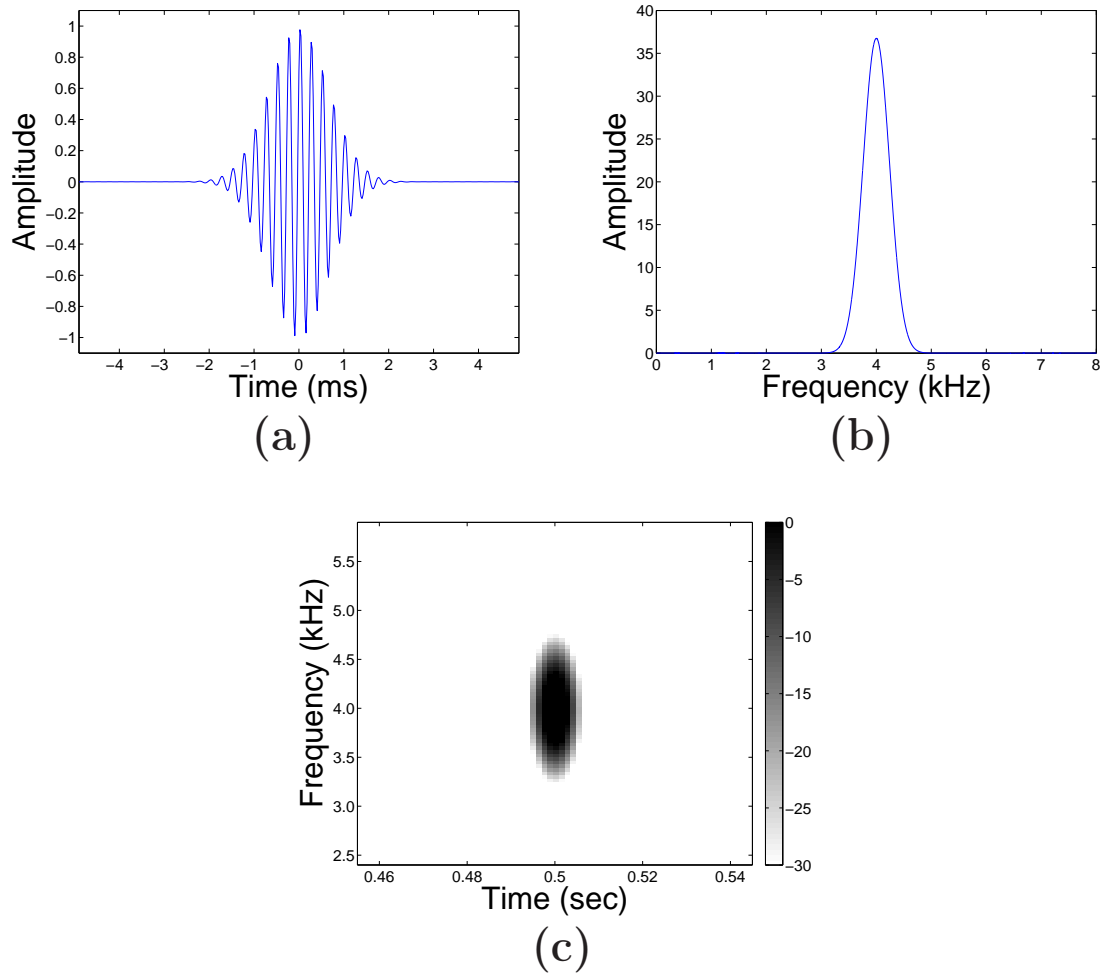 1
0.8
0.6
0.4
0.2
0
−0.2
−0.4
−0.6
−0.8
−1
Amplitude
−4 −3 −2 −1 0 1 2 3 4
Time (ms)
(a)
40
35
30
25
20
15
10
5
0
Amplitude
0 1 2 3 4 5 6 7 8
Frequency (kHz)
(b)
5.5
5.0
4.5
4.0
3.5
3.0
2.5
Frequency (kHz)
0.46 0.48 0.5 0.52 0.54
Time (sec)
0
−5
−10
−15
−20
−25
−30
(c)